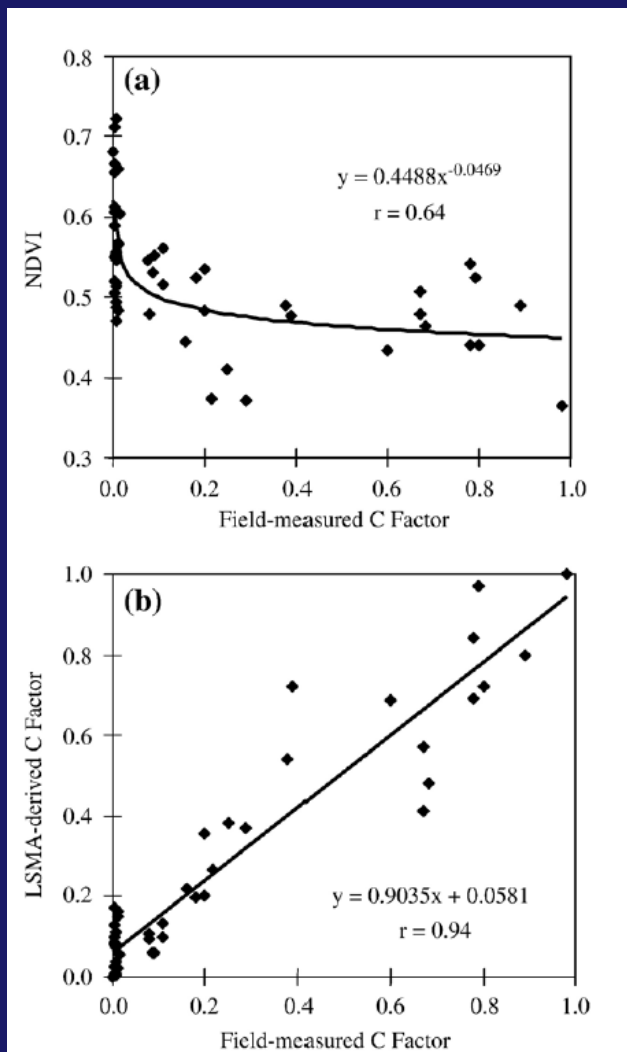 0.8
(a)
0.7
y = 0.4488x^-0.0469
r = 0.64
0.6
NDVI
0.5
0.4
0.3
0.0 0.2 0.4 0.6 0.8 1.0
Field-measured C Factor
1.0
(b)
0.8
0.6
LSMA-derived C Factor
0.4
0.2
y = 0.9035x + 0.0581
r = 0.94
0.0
0.0 0.2 0.4 0.6 0.8 1.0
Field-measured C Factor